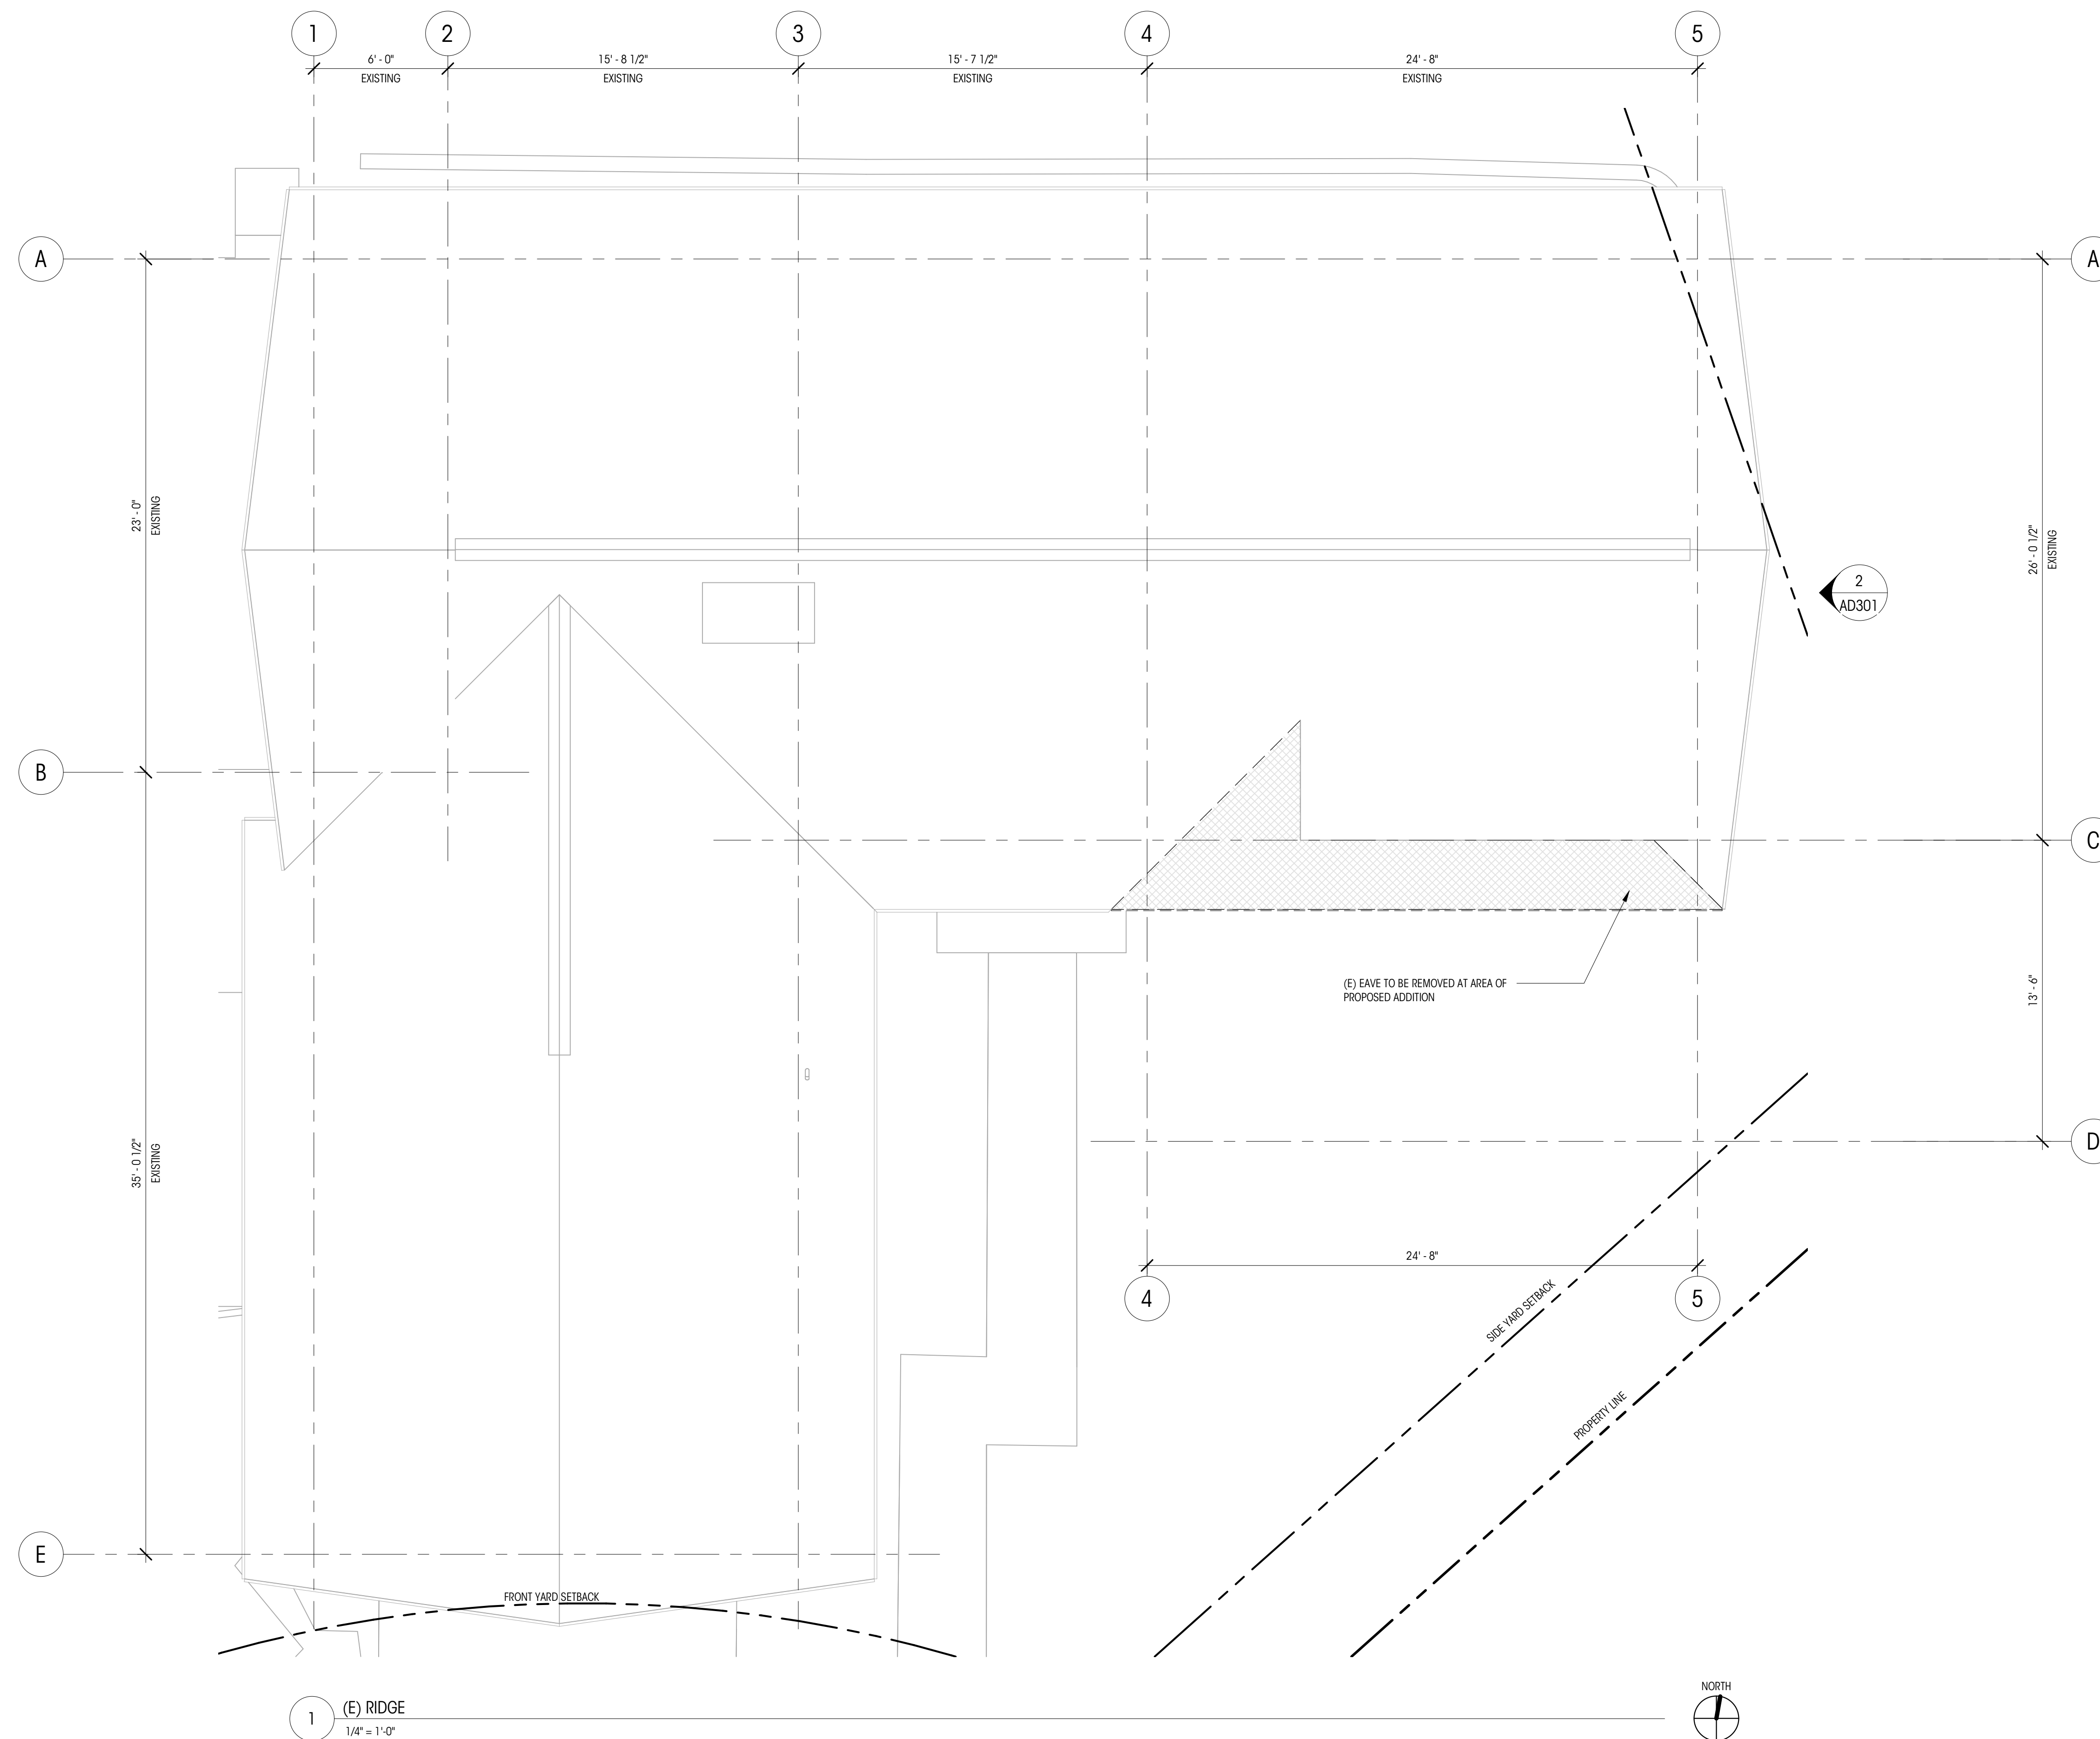 1 2 3 4 5
6' - 0" 15' - 8 1/2" 15' - 7 1/2" 24' - 8"
EXISTING EXISTING EXISTING EXISTING
A A
23' - 0"
EXISTING
26' - 0 1/2"
EXISTING
2
AD301
B
C
(E) EAVE TO BE REMOVED AT AREA OF
PROPOSED ADDITION
13' - 6"
35' - 0 1/2"
EXISTING
D
24' - 8"
4 5
SIDE YARD SETBACK
PROPERTY LINE
E
FRONT YARD SETBACK
1
(E) RIDGE
1/4" = 1'-0"
NORTH